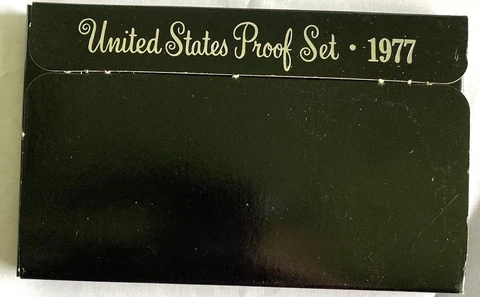 United States Proof Set • 1977